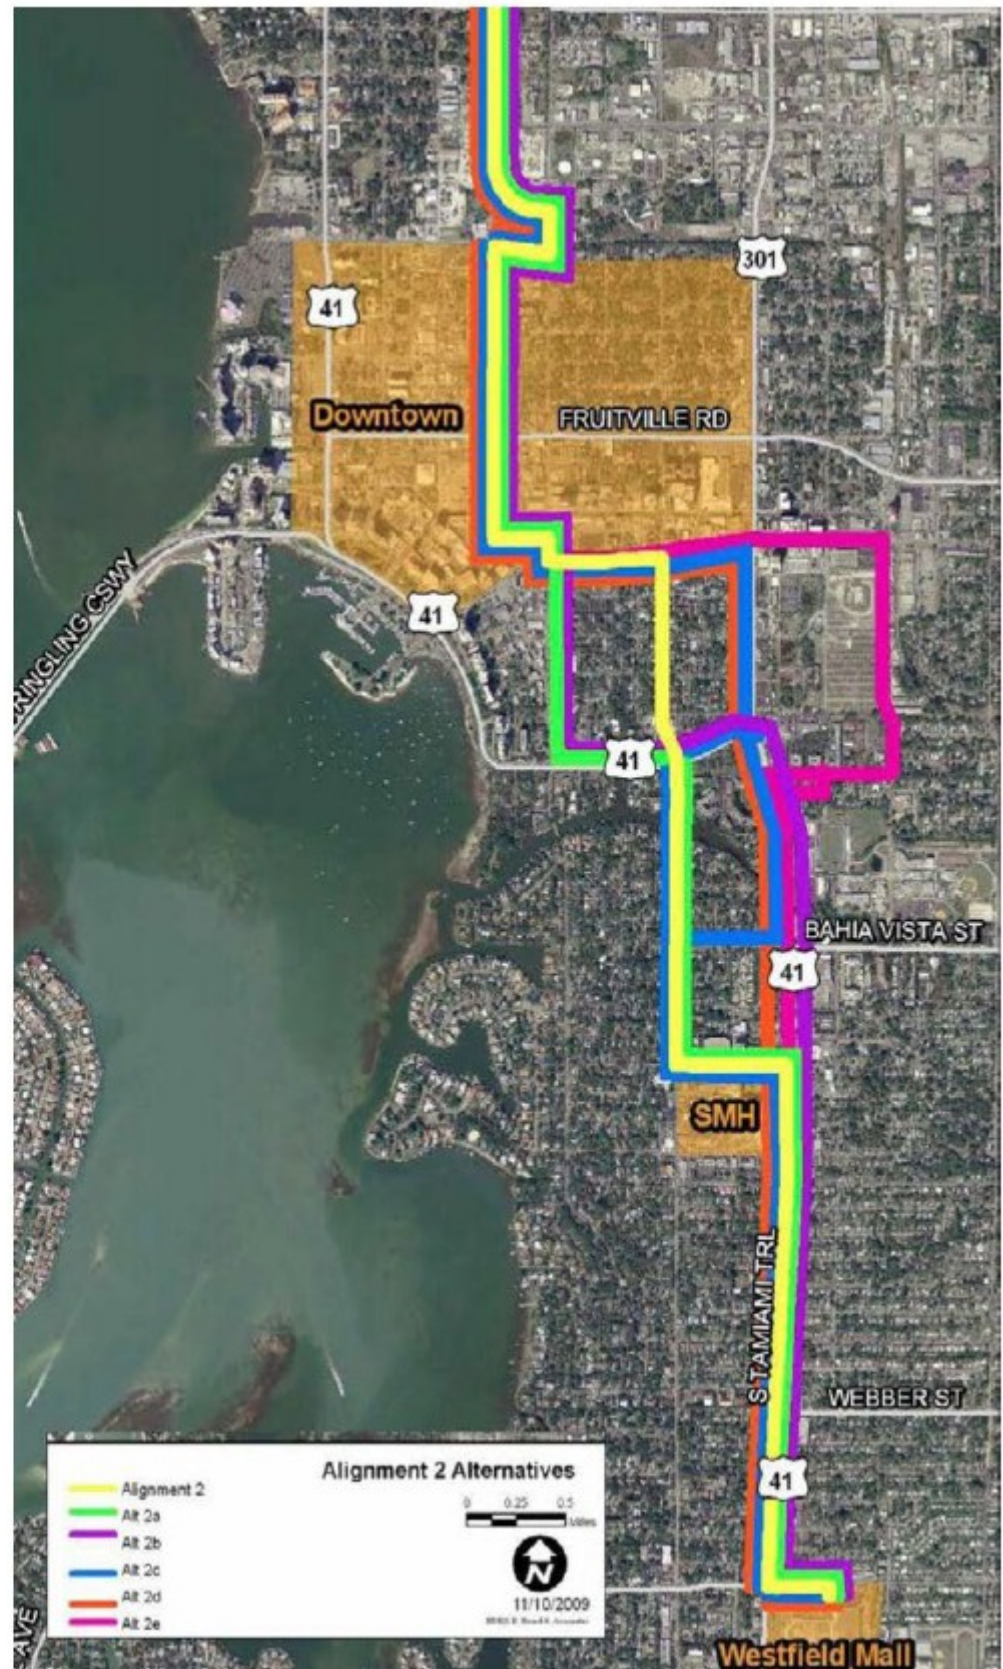 301
41
Downtown
FRUITVILLE RD
RINGLING CSWY
41
41
BAHIA VISTA ST
41
SMH
S TAMIAMI TRL
WEBBER ST
41
Alignment 2 Alternatives
Alignment 2
Alt 2a
Alt 2b
Alt 2c
Alt 2d
Alt 2e
0 0.25 0.5
Miles
N
11/10/2009
AVE
Westfield Mall